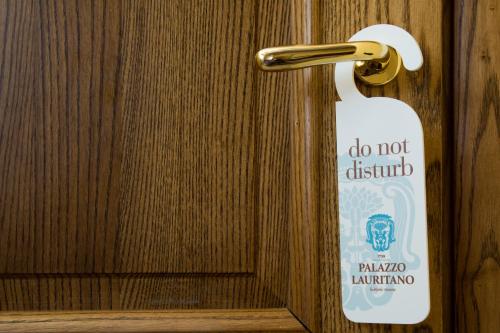 do not
disturb
PALAZZO
LAURITANO